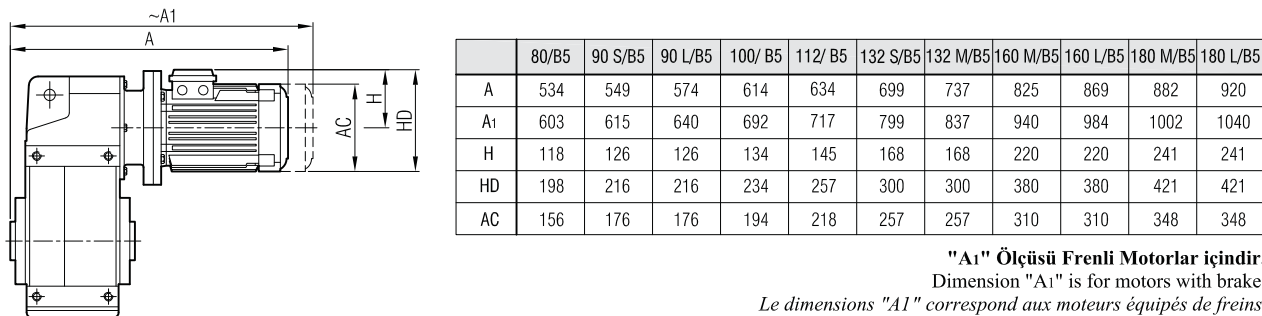 ~A1
A
H
HD
AC
80/B5 90 S/B5 90 L/B5 100/ B5 112/ B5 132 S/B5 132 M/B5 160 M/B5 160 L/B5 180 M/B5 180 L/B5
A 534 549 574 614 634 699 737 825 869 882 920
A1 603 615 640 692 717 799 837 940 984 1002 1040
H 118 126 126 134 145 168 168 220 220 241 241
HD 198 216 216 234 257 300 300 380 380 421 421
AC 156 176 176 194 218 257 257 310 310 348 348
"A1" Ölçüsü Frenli Motorlar içindir.
Dimension "A1" is for motors with brake
Le dimensions "A1" correspond aux moteurs équipés de freins